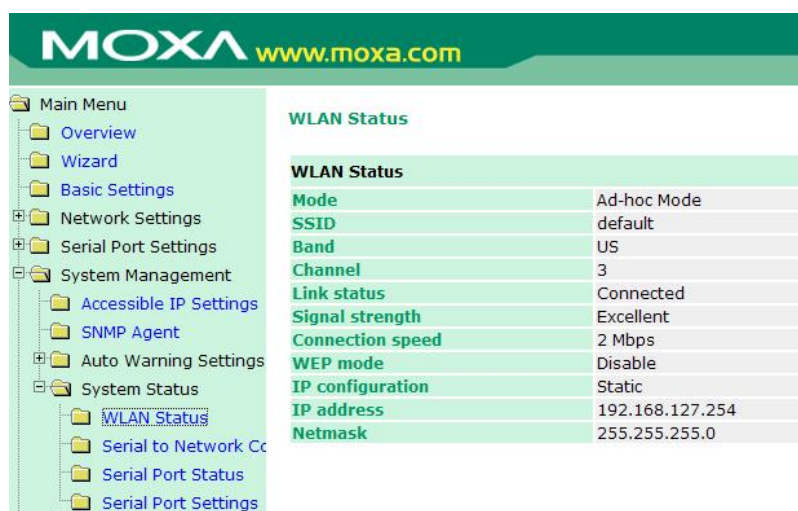 MOXA www.moxa.com
Main Menu
Overview
Wizard
Basic Settings
Network Settings
Serial Port Settings
System Management
Accessible IP Settings
SNMP Agent
Auto Warning Settings
System Status
WLAN Status
Serial to Network Co
Serial Port Status
Serial Port Settings
WLAN Status
WLAN Status
Mode Ad-hoc Mode
SSID default
Band US
Channel 3
Link status Connected
Signal strength Excellent
Connection speed 2 Mbps
WEP mode Disable
IP configuration Static
IP address 192.168.127.254
Netmask 255.255.255.0